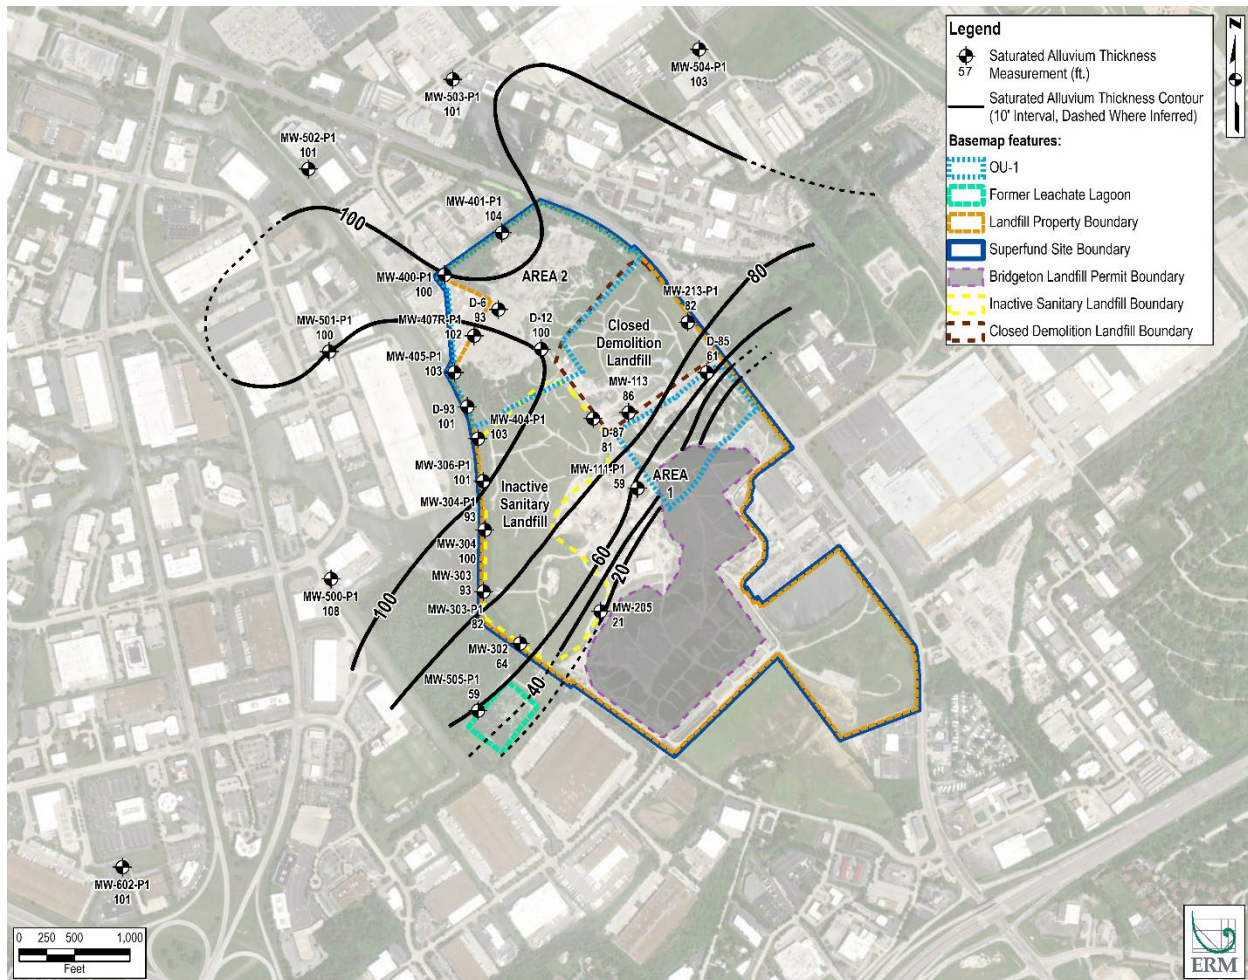 Legend
57
Saturated Alluvium Thickness
Measurement (ft.)
Saturated Alluvium Thickness Contour
(10' Interval, Dashed Where Inferred)
Basemap features:
OU-1
Former Leachate Lagoon
Landfill Property Boundary
Superfund Site Boundary
Bridgeton Landfill Permit Boundary
Inactive Sanitary Landfill Boundary
Closed Demolition Landfill Boundary
N
MW-504-P1
103
MW-503-P1
101
MW-502-P1
101
100
MW-401-P1
104
AREA 2
80
MW-400-P1
100
MW-213-P1
82
D-6
93
MW-407R-P1
102
D-12
100
MW-501-P1
100
Closed
Demolition
Landfill
D-85
61
MW-405-P1
103
MW-113
86
D-93
101
MW-404-P1
103
D-87
81
MW-306-P1
101
MW-111-P1
59
AREA
1
Inactive
Sanitary
Landfill
MW-304-P1
93
MW-304
100
60
20
MW-303
93
MW-500-P1
108
100
MW-303-P1
82
MW-205
21
MW-302
64
MW-505-P1
59
40
MW-602-P1
101
0 250 500 1,000
Feet
ERM